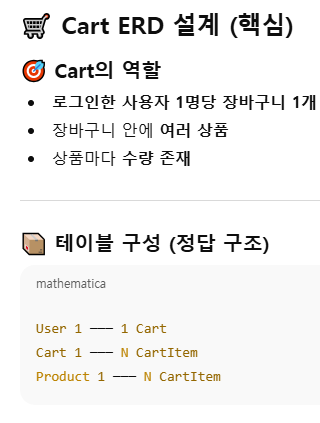 🛒 Cart ERD 설계 (핵심)
🎯 Cart의 역할
• 로그인한 사용자 1명당 장바구니 1개
• 장바구니 안에 여러 상품
• 상품마다 수량 존재
📦 테이블 구성 (정답 구조)
mathematica
User 1 ─── 1 Cart
Cart 1 ─── N CartItem
Product 1 ─── N CartItem